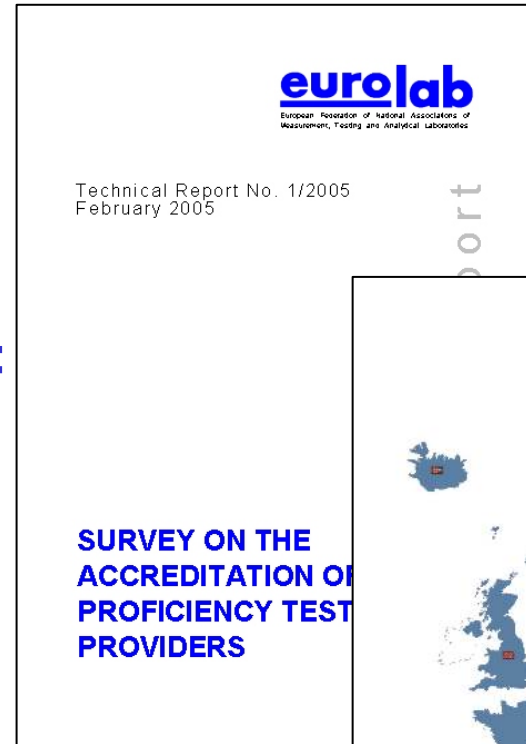 eurolab
European Federation of National Associations of
Measurement, Testing and Analytical Laboratories
Technical Report No. 1/2005
February 2005
ort
SURVEY ON THE
ACCREDITATION OF
PROFICIENCY TEST
PROVIDERS